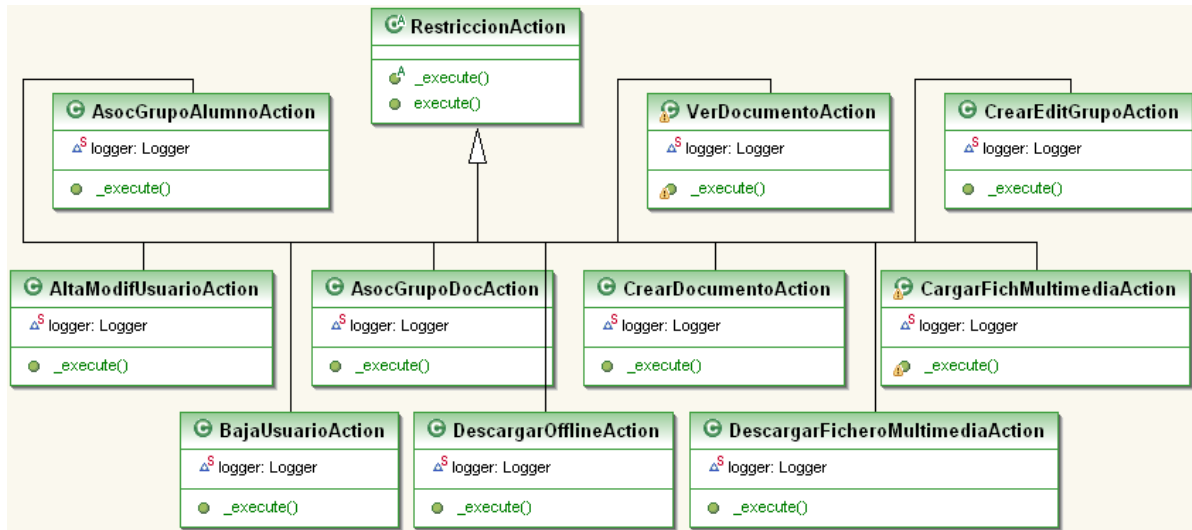 RestriccionAction
_execute()
execute()
AsocGrupoAlumnoAction
logger: Logger
_execute()
VerDocumentoAction
logger: Logger
_execute()
CrearEditGrupoAction
logger: Logger
_execute()
AltaModifUsuarioAction
logger: Logger
_execute()
AsocGrupoDocAction
logger: Logger
_execute()
CrearDocumentoAction
logger: Logger
_execute()
CargarFichMultimediaAction
logger: Logger
_execute()
BajaUsuarioAction
logger: Logger
_execute()
DescargarOfflineAction
logger: Logger
_execute()
DescargarFicheroMultimediaAction
logger: Logger
_execute()